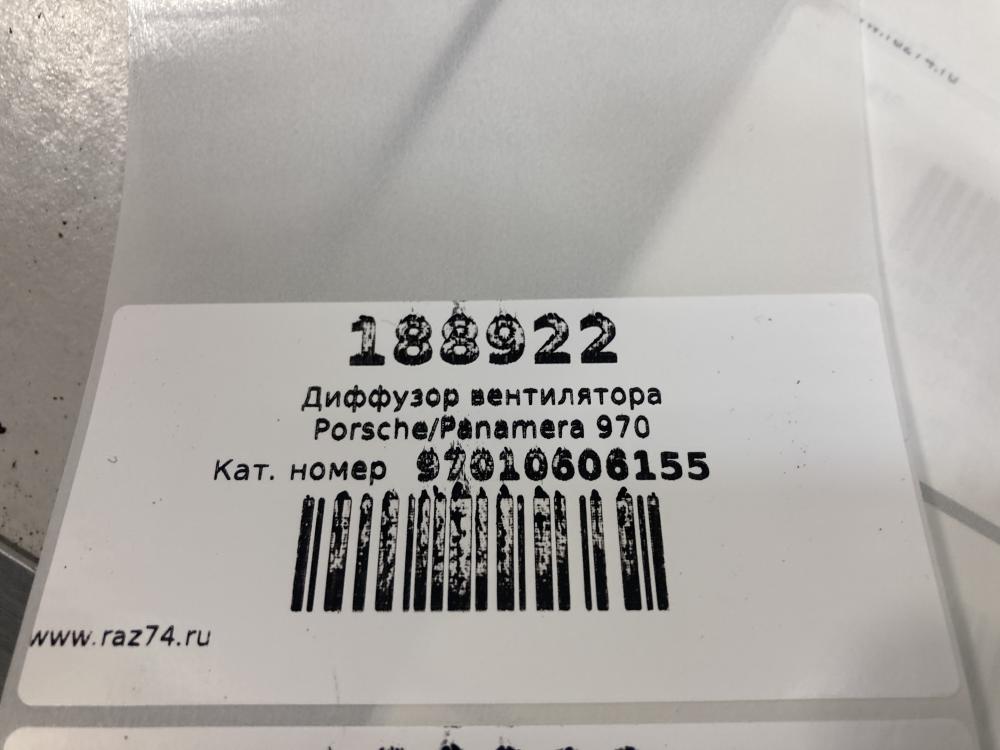 188922
Диффузор вентилятора
Porsche/Panamera 970
Кат. номер 97010606155
www.raz74.ru